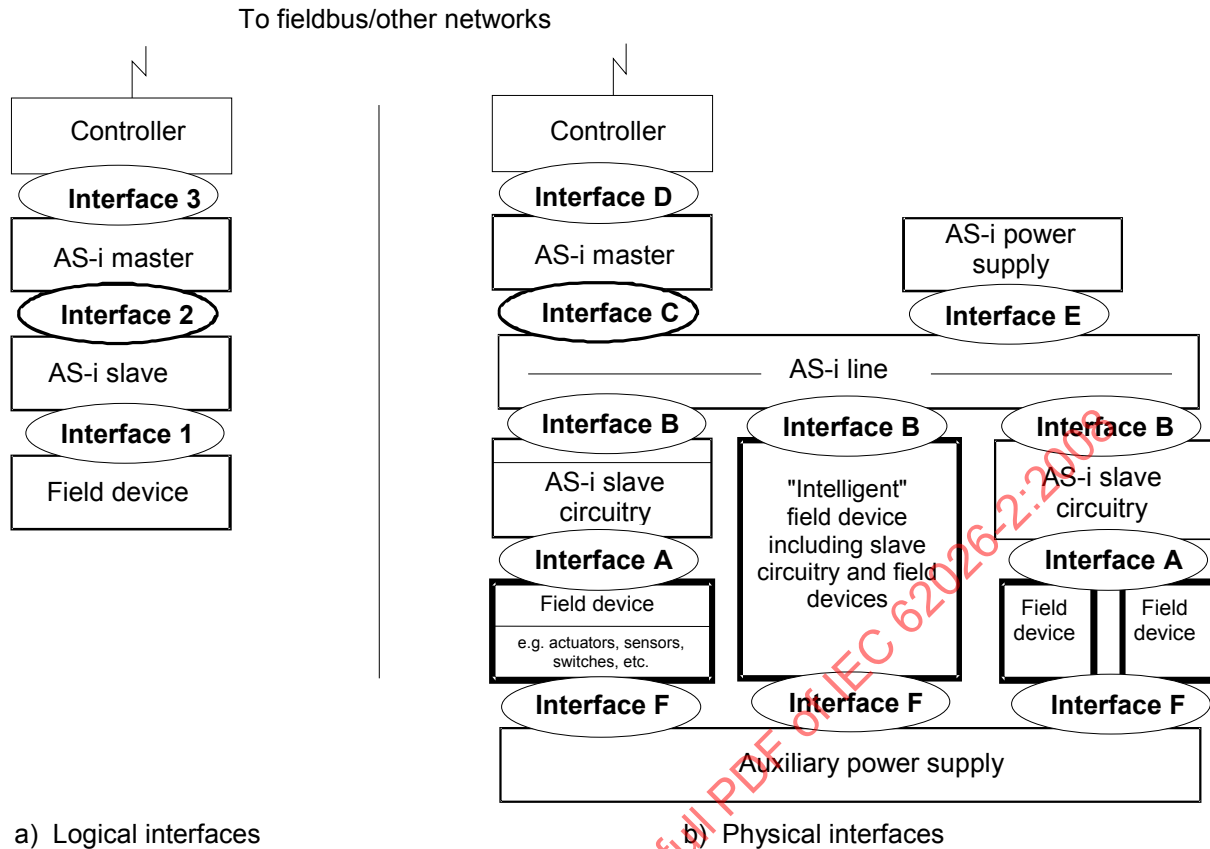 To fieldbus/other networks
Controller
Interface 3
AS-i master
Interface 2
AS-i slave
Interface 1
Field device
a) Logical interfaces
Controller
Interface D
AS-i master
Interface C
AS-i power
supply
Interface E
AS-i line
Interface B
AS-i slave
circuitry
Interface A
Field device
e.g. actuators, sensors,
switches, etc.
Interface F
Interface B
"Intelligent"
field device
including slave
circuitry and field
devices
Interface F
Interface B
AS-i slave
circuitry
Interface A
Field
device
Field
device
Interface F
Auxiliary power supply
b) Physical interfaces
full PDF of IEC 62026-2:2008